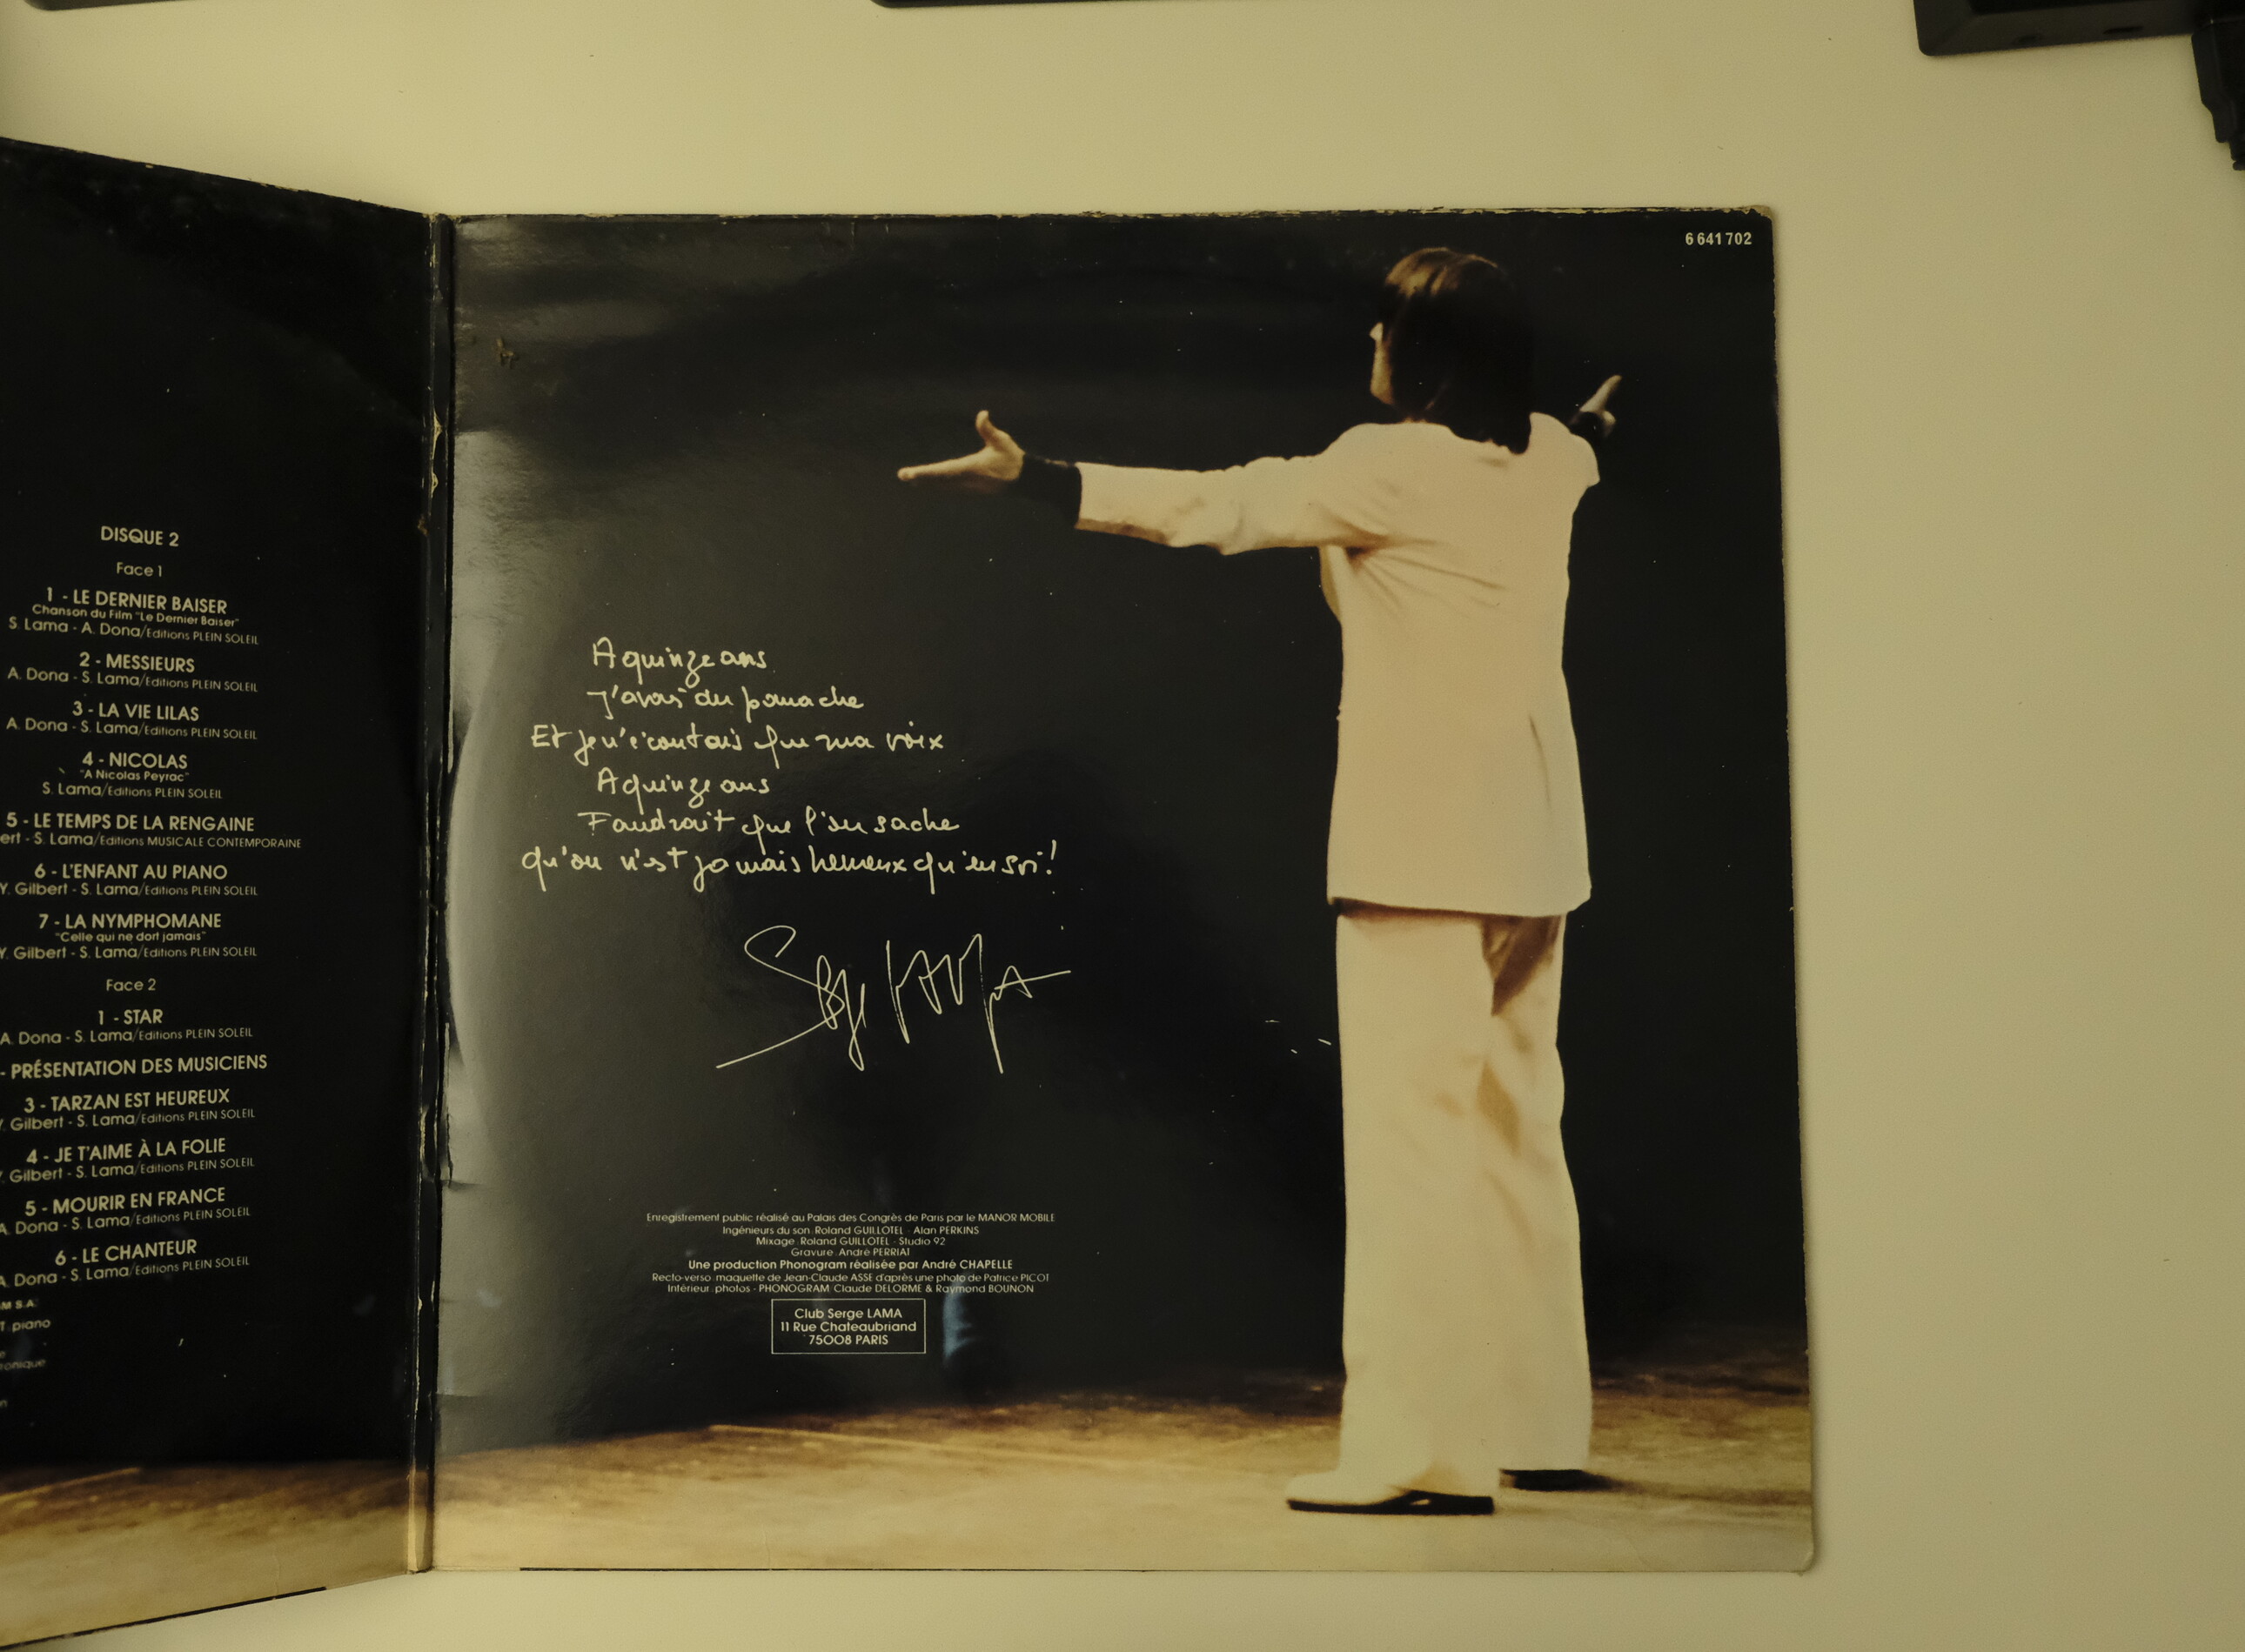 DISQUE 2
Face 1
1 - LE DERNIER BAISER
Chanson du Film "Le Dernier Baiser"
S. Lama - A. Dona/Editions PLEIN SOLEIL
2 - MESSIEURS
A. Dona - S. Lama/Editions PLEIN SOLEIL
3 - LA VIE LILAS
A. Dona - S. Lama/Editions PLEIN SOLEIL
4 - NICOLAS
"A Nicolas Peyrac"
S. Lama/Editions PLEIN SOLEIL
5 - LE TEMPS DE LA RENGAINE
ert - S. Lama/Editions MUSICALE CONTEMPORAINE
6 - L'ENFANT AU PIANO
Y. Gilbert - S. Lama/Editions PLEIN SOLEIL
7 - LA NYMPHOMANE
"Celle qui ne dort jamais"
Y. Gilbert - S. Lama/Editions PLEIN SOLEIL
Face 2
1 - STAR
A. Dona - S. Lama/Editions PLEIN SOLEIL
- PRÉSENTATION DES MUSICIENS
3 - TARZAN EST HEUREUX
Gilbert - S. Lama/Editions PLEIN SOLEIL
4 - JE T'AIME À LA FOLIE
Gilbert - S. Lama/Editions PLEIN SOLEIL
5 - MOURIR EN FRANCE
A. Dona - S. Lama/Editions PLEIN SOLEIL
6 - LE CHANTEUR
A. Dona - S. Lama/Editions PLEIN SOLEIL
M S.A.
T. piano
onique
6 641 702
A quinze ans
J'avais du panache
Et je n'écoutais que ma voix
A quinze ans
Faudrait que l'on sache
qu'on n'est jamais heureux qu'en soi!
Serge LAMA
Enregistrement public réalisé au Palais des Congrès de Paris par le MANOR MOBILE
Ingénieurs du son. Roland GUILLOTEL - Alan PERKINS
Mixage. Roland GUILLOTEL - Studio 92
Gravure. André PERRIAT
Une production Phonogram réalisée par André CHAPELLE
Recto-verso. maquette de Jean-Claude ASSE d'après une photo de Patrice PICOT
Intérieur. photos - PHONOGRAM Claude DELORME & Raymond BOUNON
Club Serge LAMA
11 Rue Chateaubriand
75008 PARIS